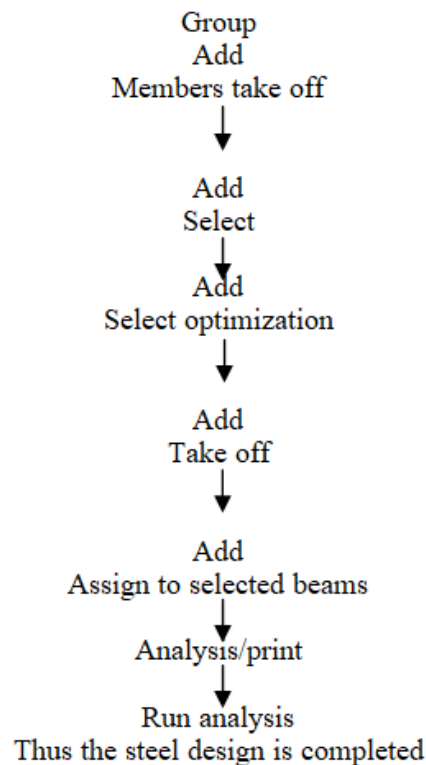 Group
Add
Members take off
Add
Select
Add
Select optimization
Add
Take off
Add
Assign to selected beams
Analysis/print
Run analysis
Thus the steel design is completed